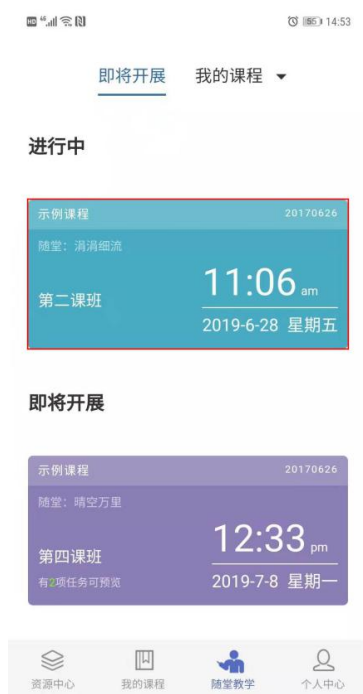 HD 4G 55 14:53
即将开展 我的课程
进行中
示例课程 20170626
随堂：涓涓细流
第二课班
11:06 am
2019-6-28 星期五
即将开展
示例课程 20170626
随堂：晴空万里
第四课班
有2项任务可预览
12:33 pm
2019-7-8 星期一
资源中心 我的课程 随堂教学 个人中心